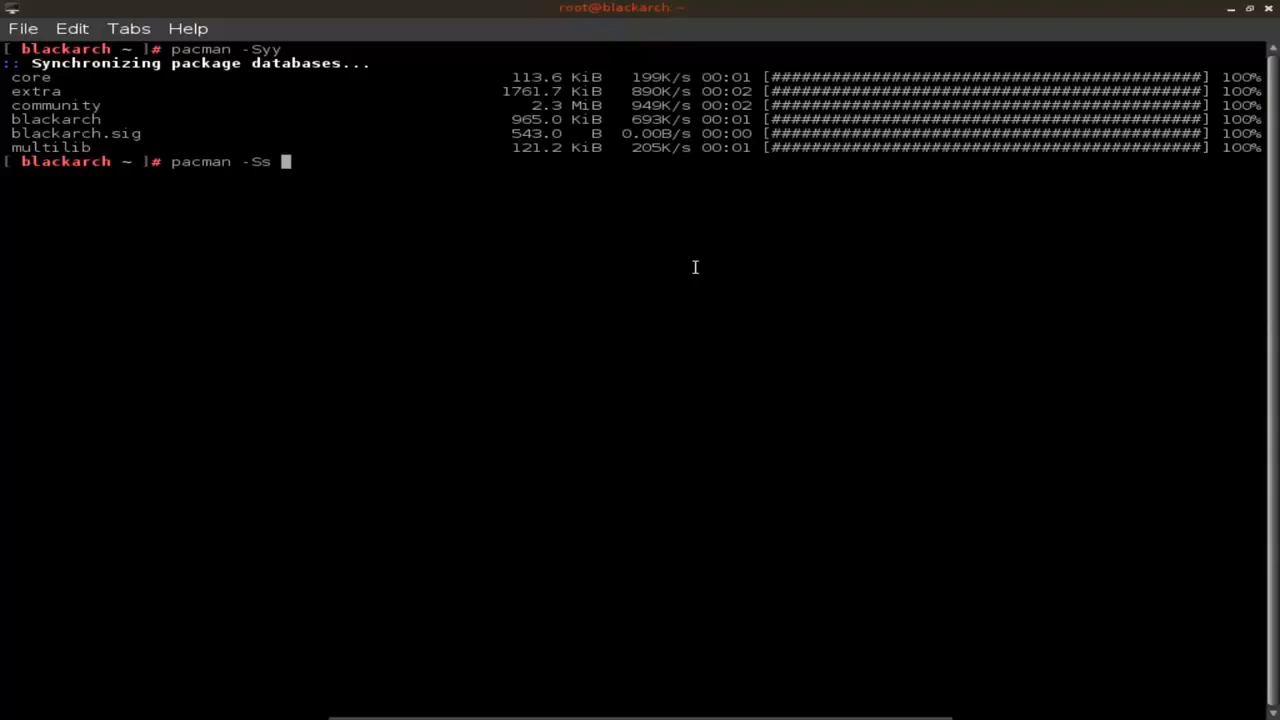 root@blackarch: ~
File Edit Tabs Help
[ blackarch ~ ]# pacman -Syy
:: Synchronizing package databases...
core 113.6 KiB 199K/s 00:01 [###########################################] 100%
extra 1761.7 KiB 890K/s 00:02 [###########################################] 100%
community 2.3 MiB 949K/s 00:02 [###########################################] 100%
blackarch 965.0 KiB 693K/s 00:01 [###########################################] 100%
blackarch.sig 543.0 B 0.00B/s 00:00 [###########################################] 100%
multilib 121.2 KiB 205K/s 00:01 [###########################################] 100%
[ blackarch ~ ]# pacman -Ss